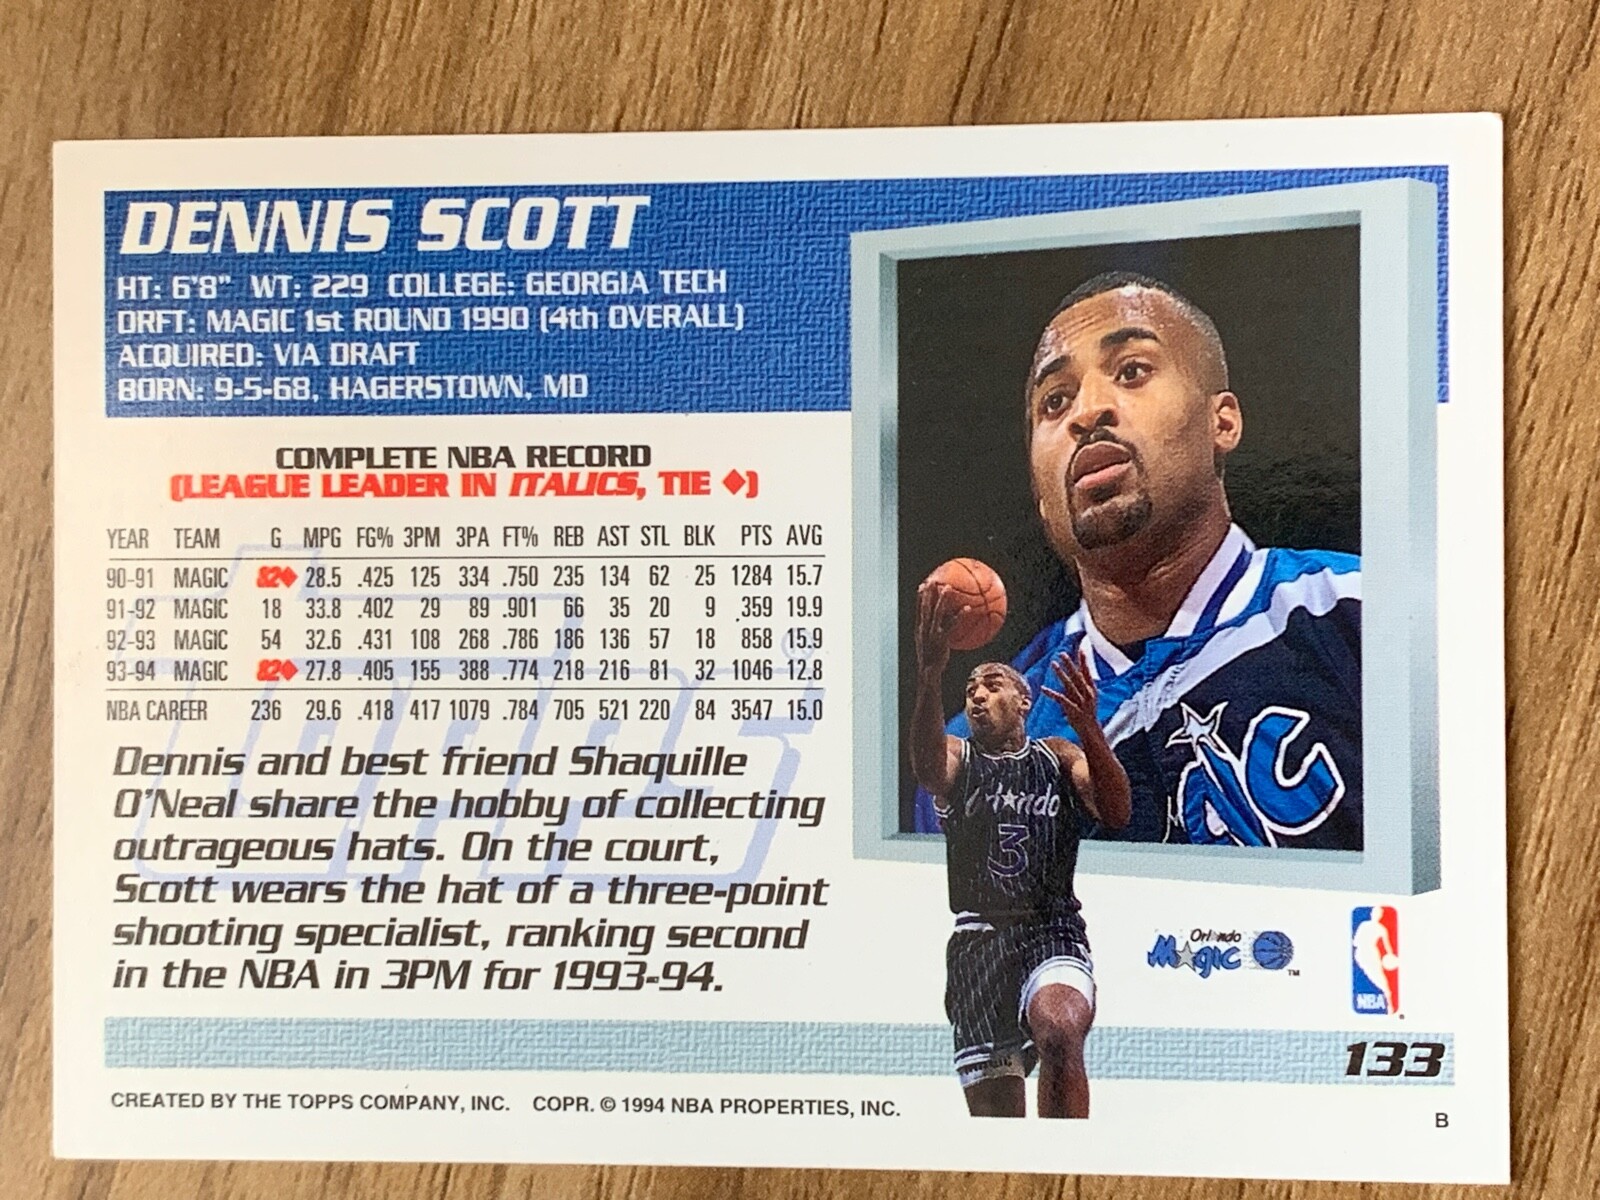 DENNIS SCOTT
HT: 6'8" WT: 229 COLLEGE: GEORGIA TECH
DRFT: MAGIC 1st ROUND 1990 (4th OVERALL)
ACQUIRED: VIA DRAFT
BORN: 9-5-68, HAGERSTOWN, MD
COMPLETE NBA RECORD
(LEAGUE LEADER IN ITALICS, TIE ♦)
YEAR TEAM G MPG FG% 3PM 3PA FT% REB AST STL BLK PTS AVG
90-91 MAGIC 82♦ 28.5 .425 125 334 .750 235 134 62 25 1284 15.7
91-92 MAGIC 18 33.8 .402 29 89 .901 66 35 20 9 359 19.9
92-93 MAGIC 54 32.6 .431 108 268 .786 186 136 57 18 858 15.9
93-94 MAGIC 82♦ 27.8 .405 155 388 .774 218 216 81 32 1046 12.8
NBA CAREER 236 29.6 .418 417 1079 .784 705 521 220 84 3547 15.0
Topps
Dennis and best friend Shaquille
O'Neal share the hobby of collecting
outrageous hats. On the court,
Scott wears the hat of a three-point
shooting specialist, ranking second
in the NBA in 3PM for 1993-94.
Orlando
3
Orlando
Magic ™
NBA
133
CREATED BY THE TOPPS COMPANY, INC. COPR. © 1994 NBA PROPERTIES, INC.
B